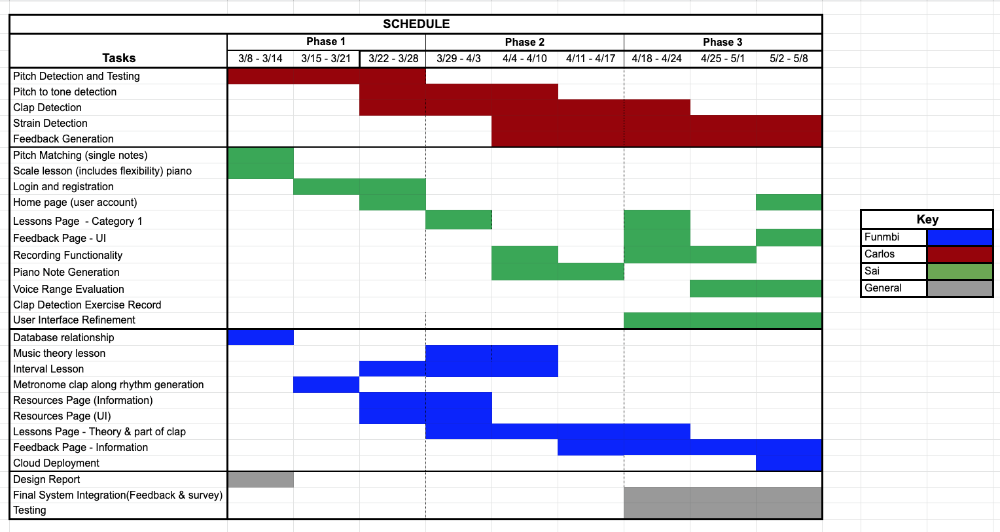 SCHEDULE
Tasks
Phase 1
Phase 2
Phase 3
3/8 - 3/14
3/15 - 3/21
3/22 - 3/28
3/29 - 4/3
4/4 - 4/10
4/11 - 4/17
4/18 - 4/24
4/25 - 5/1
5/2 - 5/8
Pitch Detection and Testing
Pitch to tone detection
Clap Detection
Strain Detection
Feedback Generation
Pitch Matching (single notes)
Scale lesson (includes flexibility) piano
Login and registration
Home page (user account)
Lessons Page  - Category 1
Feedback Page - UI
Recording Functionality
Piano Note Generation
Voice Range Evaluation
Clap Detection Exercise Record
User Interface Refinement
Database relationship
Music theory lesson
Interval Lesson
Metronome clap along rhythm generation
Resources Page (Information)
Resources Page (UI)
Lessons Page - Theory & part of clap
Feedback Page - Information
Cloud Deployment
Design Report
Final System Integration(Feedback & survey)
Testing
Key
Funmbi
Carlos
Sai
General